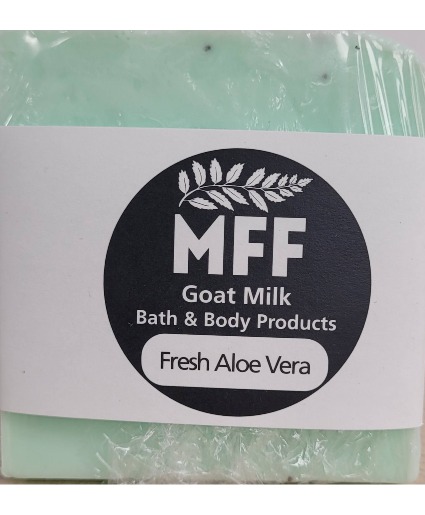 MFF
Goat Milk
Bath & Body Products
Fresh Aloe Vera